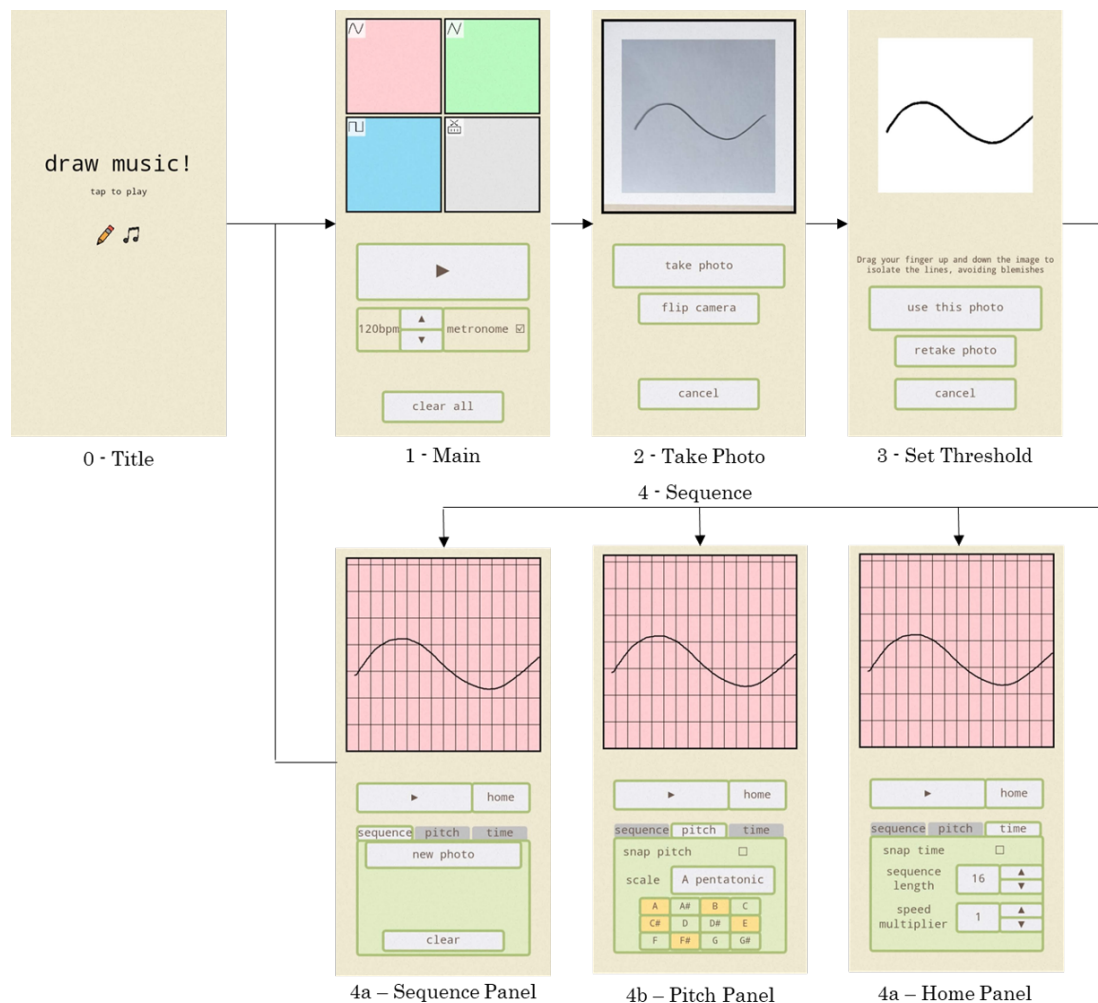 draw music!
tap to play
0 - Title
▶
120bpm
▲
▼
metronome ☑
clear all
1 - Main
take photo
flip camera
cancel
2 - Take Photo
Drag your finger up and down the image to
isolate the lines, avoiding blemishes
use this photo
retake photo
cancel
3 - Set Threshold
4 - Sequence
▶ home
sequence pitch time
new photo
clear
4a – Sequence Panel
▶ home
sequence pitch time
snap pitch ☐
scale A pentatonic
A A# B C
C# D D# E
F F# G G#
4b – Pitch Panel
▶ home
sequence pitch time
snap time ☐
sequence
length
16
▲
▼
speed
multiplier
1
▲
▼
4a – Home Panel